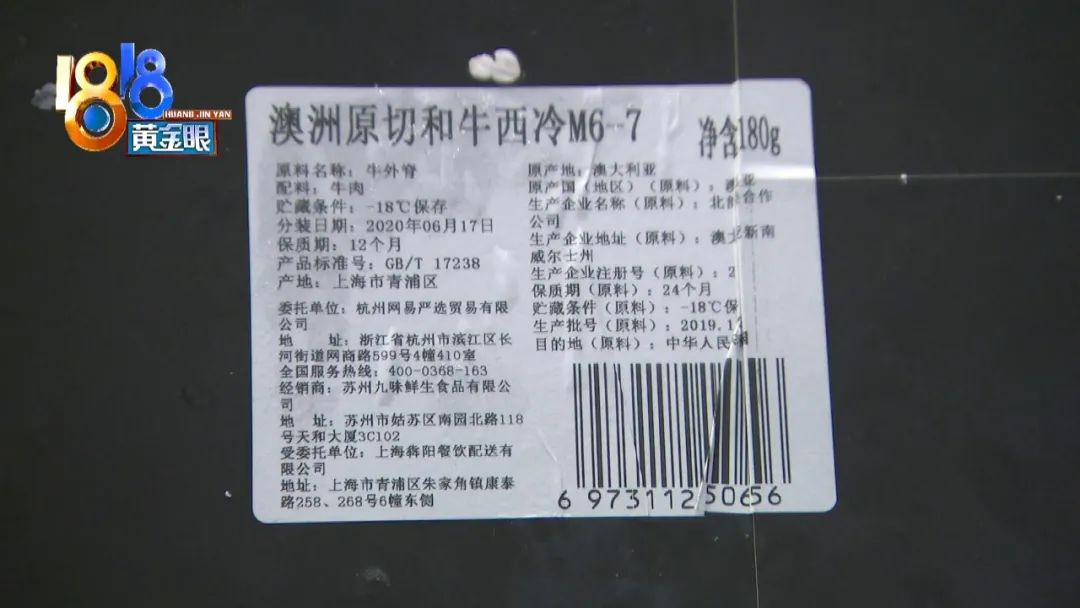 1818
HUANG JIN YAN
黄金眼
澳洲原切和牛西冷M6-7
净含180g
原料名称：牛外脊
配料：牛肉
贮藏条件：-18℃保存
分装日期：2020年06月17日
保质期：12个月
产品标准号：GB/T 17238
产地：上海市青浦区
委托单位：杭州网易严选贸易有限
公司
地 址：浙江省杭州市滨江区长
河街道网商路599号4幢410室
全国服务热线：400-0368-163
经销商：苏州九味鲜生食品有限公
司
地 址：苏州市姑苏区南园北路118
号天和大厦3C102
受委托单位：上海犇阳餐饮配送有
限公司
地址：上海市青浦区朱家角镇康泰
路258、268号6幢东侧
原产地：澳大利亚
原产国（地区）（原料）：
生产企业名称（原料）：北 合作
公司
生产企业地址（原料）：澳 新南
威尔士州
生产企业注册号（原料）：2
保质期（原料）：24个月
贮藏条件（原料）：-18℃保
生产批号（原料）：2019.1
目的地（原料）：中华人民
6 97311250656